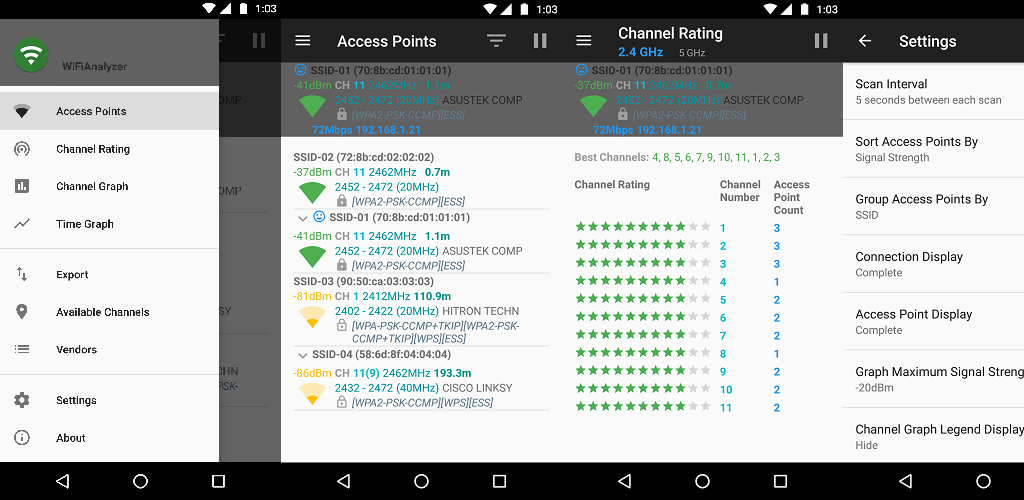 1:03
WiFiAnalyzer
Access Points
Channel Rating
Channel Graph
Time Graph
Export
Available Channels
Vendors
Settings
About
OMP
OMP
SY
CHN
PSK-
1:03
Access Points
SSID-01 (70:8b:cd:01:01:01)
-41dBm CH 11 2462MHz 1.1m
2452 - 2472 (20MHz) ASUSTEK COMP
[WPA2-PSK-CCMP][ESS]
72Mbps 192.168.1.21
SSID-02 (72:8b:cd:02:02:02)
-37dBm CH 11 2462MHz 0.7m
2452 - 2472 (20MHz)
[WPA2-PSK-CCMP][ESS]
SSID-01 (70:8b:cd:01:01:01)
-41dBm CH 11 2462MHz 1.1m
2452 - 2472 (20MHz) ASUSTEK COMP
[WPA2-PSK-CCMP][ESS]
SSID-03 (90:50:ca:03:03:03)
-81dBm CH 1 2412MHz 110.9m
2402 - 2422 (20MHz) HITRON TECHN
[WPA-PSK-CCMP+TKIP][WPA2-PSK-
CCMP+TKIP][WPS][ESS]
SSID-04 (58:6d:8f:04:04:04)
-86dBm CH 11(9) 2462MHz 193.3m
2432 - 2472 (40MHz) CISCO LINKSY
[WPA2-PSK-CCMP][WPS][ESS]
1:03
Channel Rating
2.4 GHz 5 GHz
SSID-01 (70:8b:cd:01:01:01)
-37dBm CH 11 2462MHz 0.7m
2452 - 2472 (20MHz) ASUSTEK COMP
[WPA2-PSK-CCMP][ESS]
72Mbps 192.168.1.21
Best Channels: 4, 8, 5, 6, 7, 9, 10, 11, 1, 2, 3
Channel Rating
Channel Number
Access Point Count
1 3
2 3
3 3
4 1
5 2
6 2
7 2
8 1
9 2
10 2
11 2
1:03
Settings
Scan Interval
5 seconds between each scan
Sort Access Points By
Signal Strength
Group Access Points By
SSID
Connection Display
Complete
Access Point Display
Complete
Graph Maximum Signal Streng
-20dBm
Channel Graph Legend Display
Hide